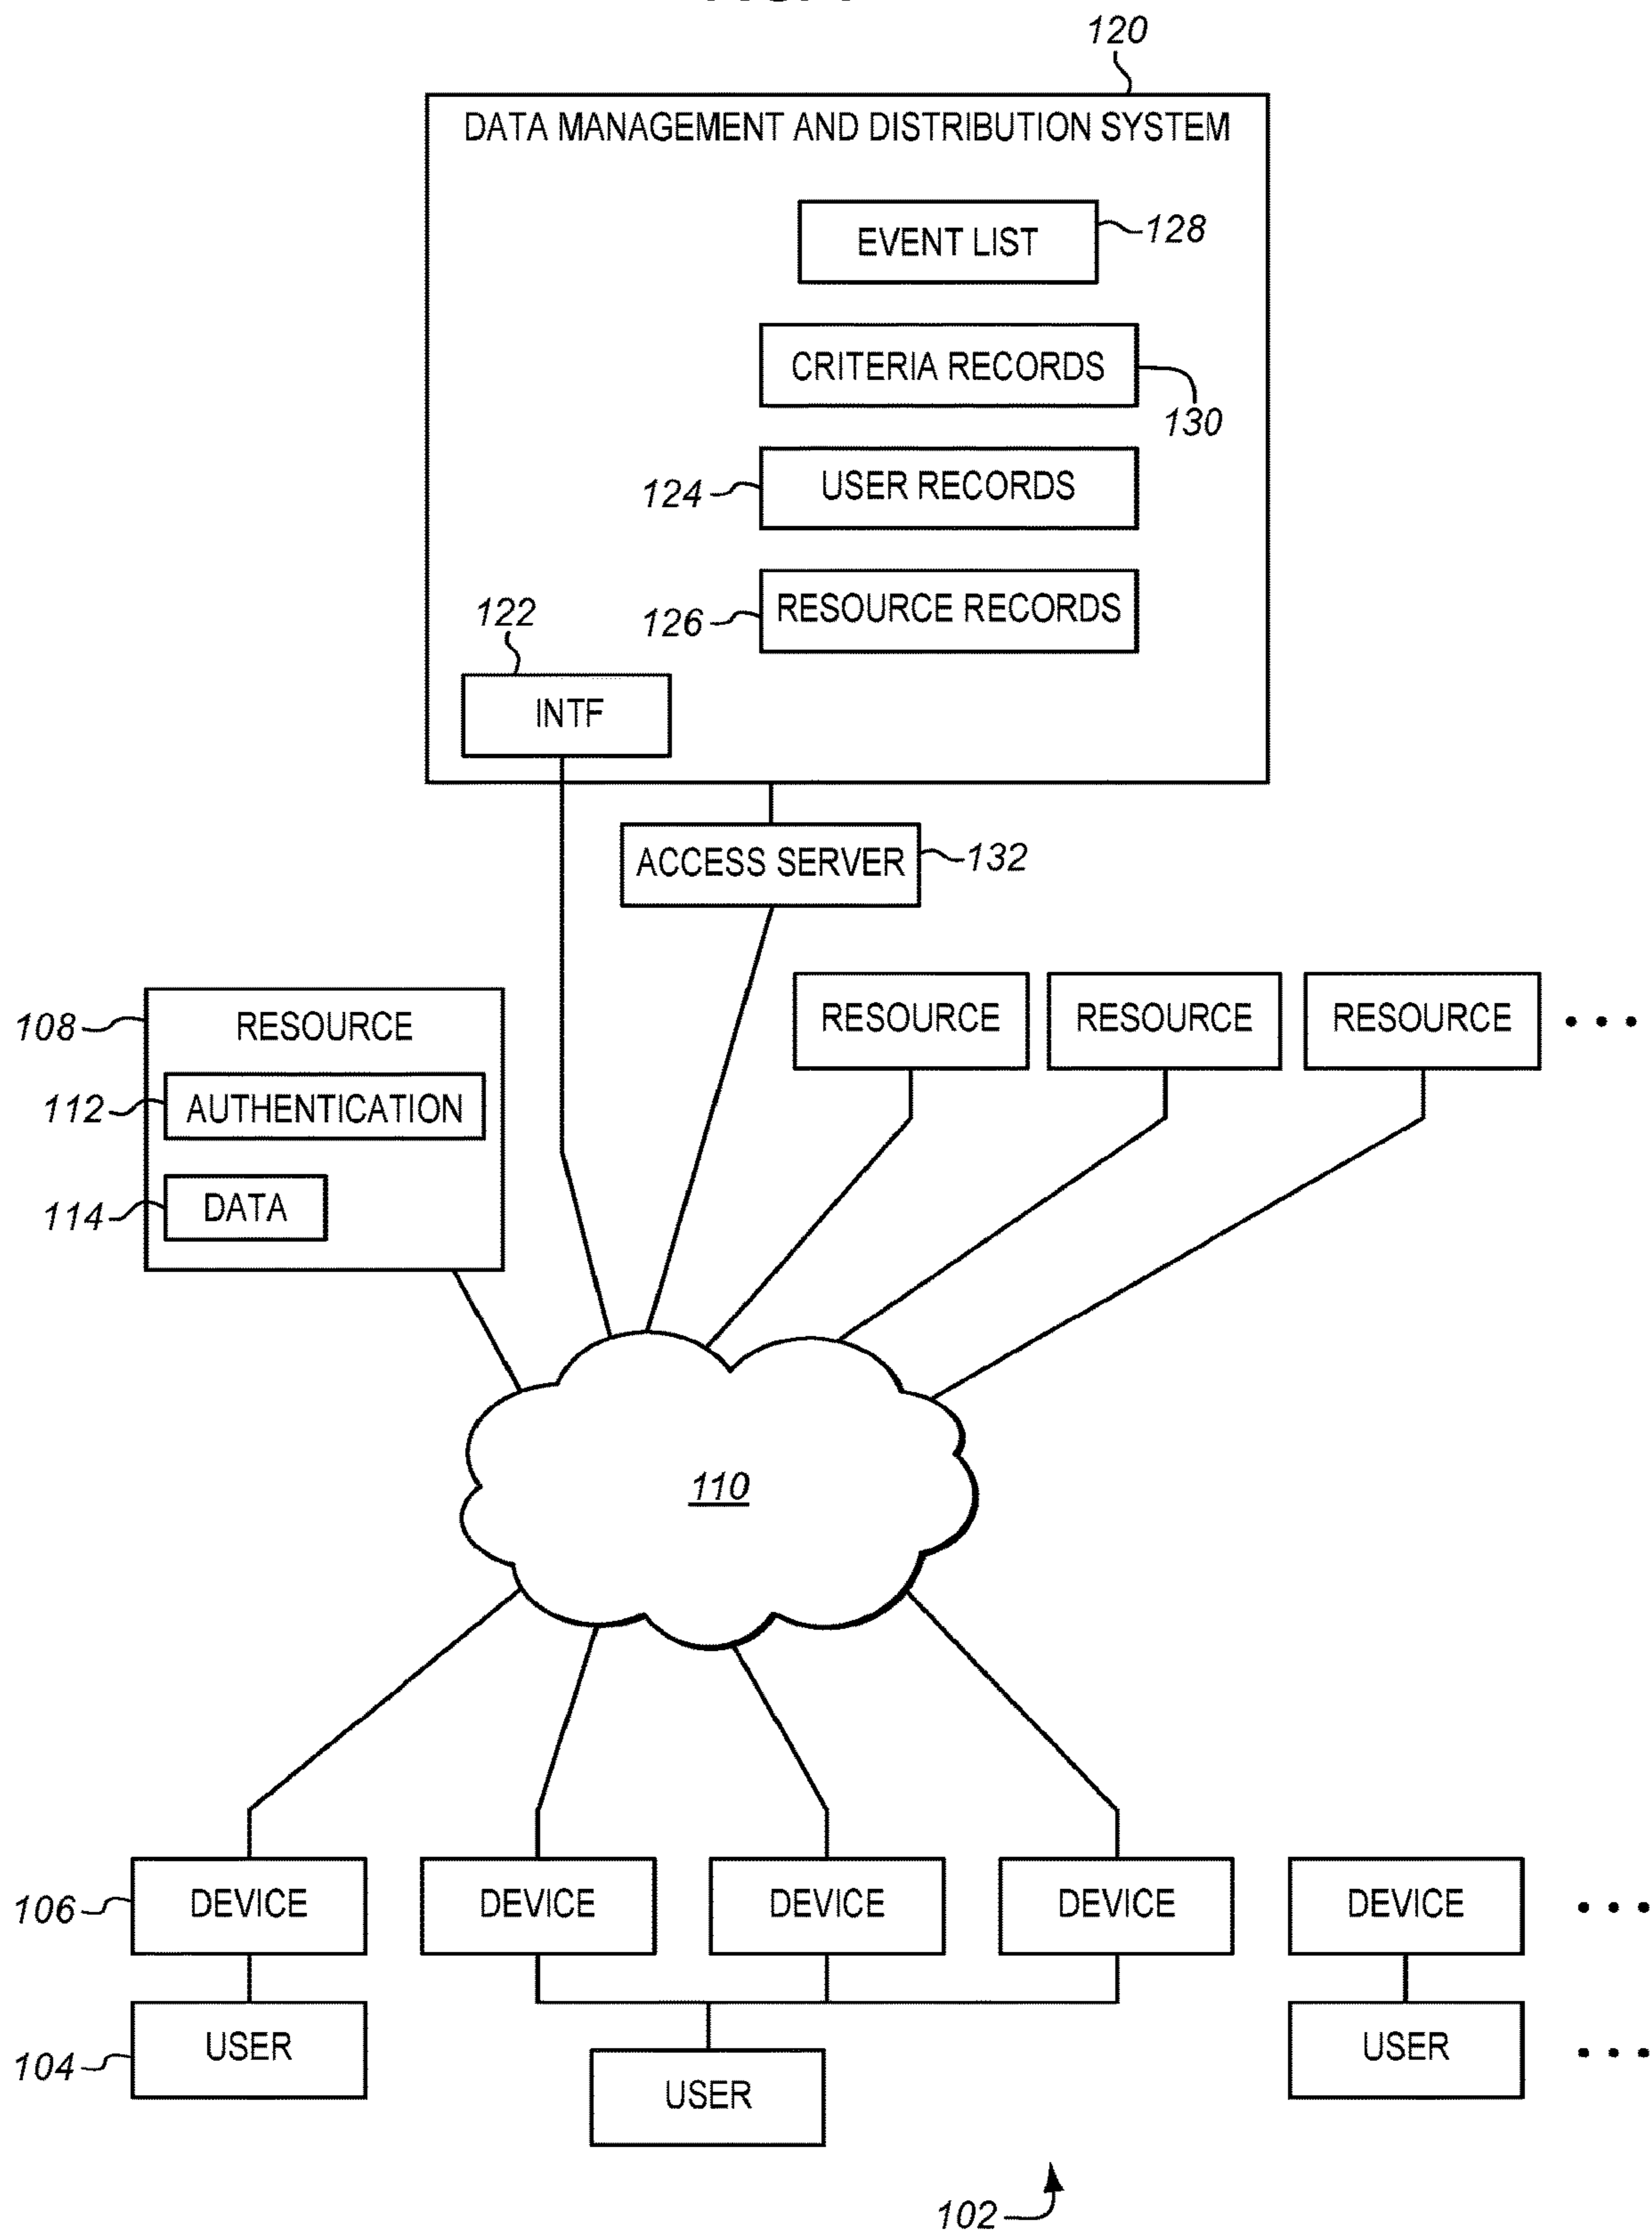 120
DATA MANAGEMENT AND DISTRIBUTION SYSTEM
EVENT LIST
128
CRITERIA RECORDS
130
USER RECORDS
124
RESOURCE RECORDS
126
122
INTF
ACCESS SERVER
132
RESOURCE RESOURCE RESOURCE ...
108
RESOURCE
112
AUTHENTICATION
114
DATA
110
106
DEVICE DEVICE DEVICE DEVICE DEVICE ...
104
USER USER ...
USER
102